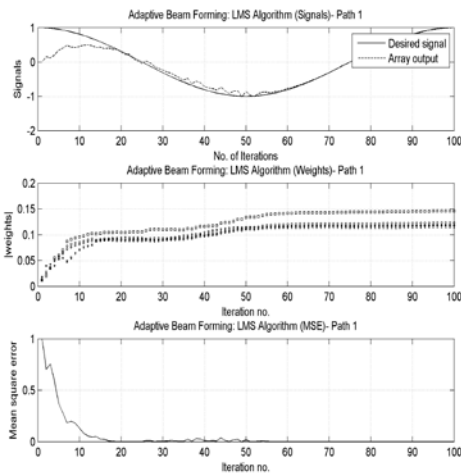 Adaptive Beam Forming: LMS Algorithm (Signals)- Path 1
2
1
0
-1
-2
Signals
Desired signal
Array output
0 10 20 30 40 50 60 70 80 90 100
No. of Iterations
Adaptive Beam Forming: LMS Algorithm (Weights)- Path 1
0.2
0.15
0.1
0.05
0
|weights|
0 10 20 30 40 50 60 70 80 90 100
Iteration no.
Adaptive Beam Forming: LMS Algorithm (MSE)- Path 1
1
0.5
0
Mean square error
0 10 20 30 40 50 60 70 80 90 100
Iteration no.